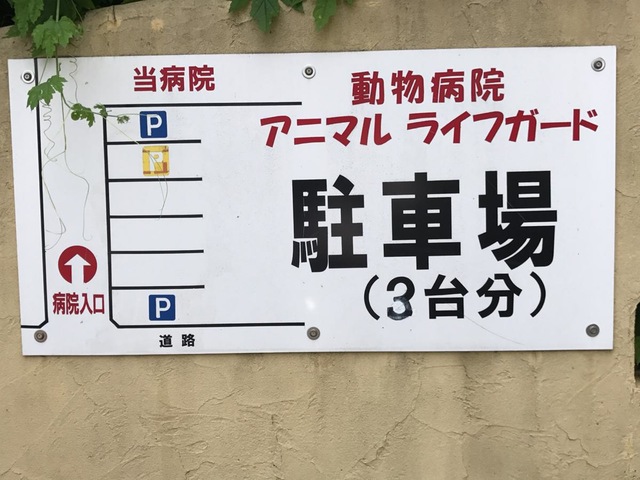 当病院
P
P
P
病院入口
道路
動物病院
アニマル ライフガード
駐車場
(3台分)